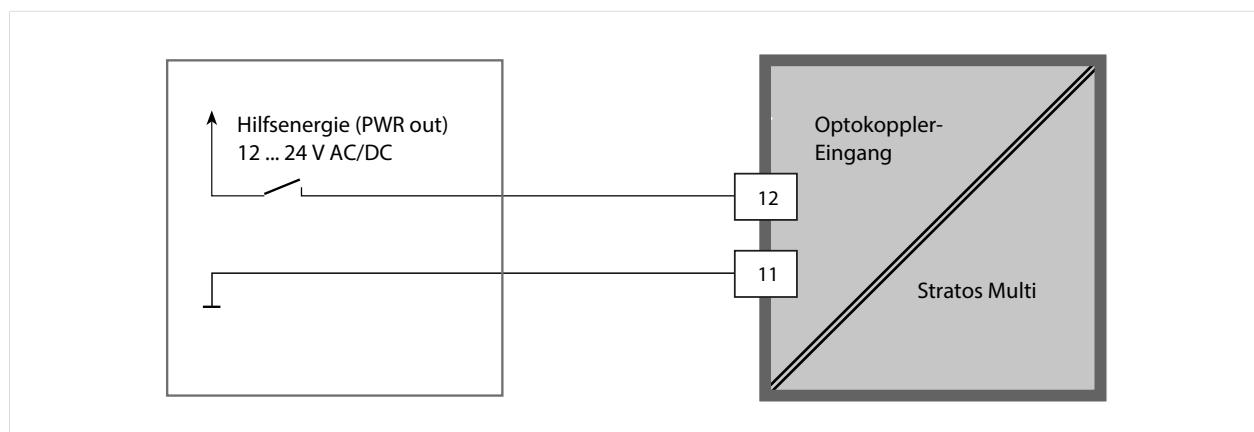 Hilfsenergie (PWR out)
12 ... 24 V AC/DC
Optokoppler-
Eingang
12
11
Stratos Multi